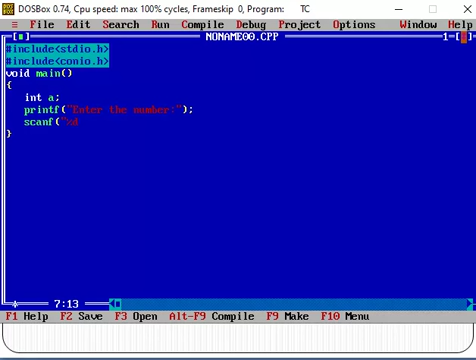 DOSBox 0.74, Cpu speed: max 100% cycles, Frameskip 0, Program: TC
≡ File Edit Search Run Compile Debug Project Options Window Help
NONAME00.CPP 1
#include<stdio.h>
#include<conio.h>
void main()
{
int a;
printf("Enter the number:");
scanf("%d
}
7:13
F1 Help F2 Save F3 Open Alt-F9 Compile F9 Make F10 Menu